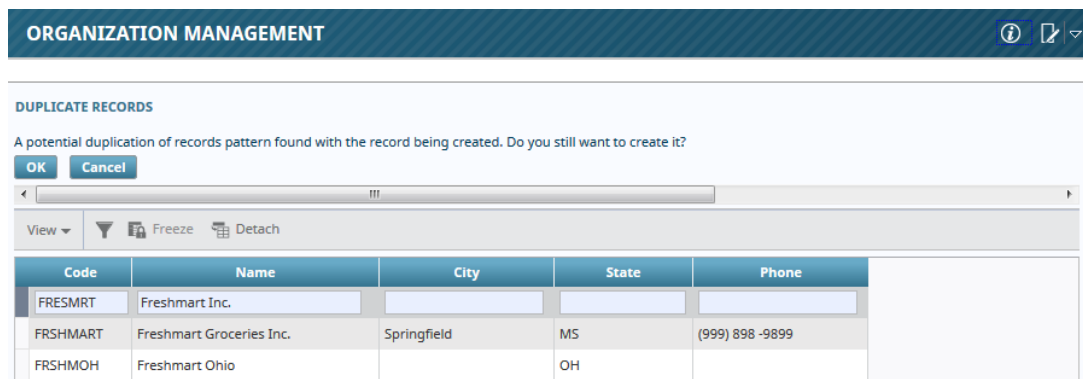 ORGANIZATION MANAGEMENT
DUPLICATE RECORDS
A potential duplication of records pattern found with the record being created. Do you still want to create it?
OK Cancel
View Freeze Detach
Code Name City State Phone
FRESMRT Freshmart Inc.
FRSHMART Freshmart Groceries Inc. Springfield MS (999) 898 -9899
FRSHMOH Freshmart Ohio OH